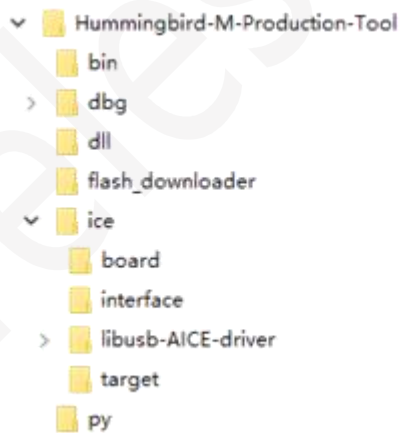 Hummingbird-M-Production-Tool
bin
dbg
dll
flash_downloader
ice
board
interface
libusb-AICE-driver
target
py